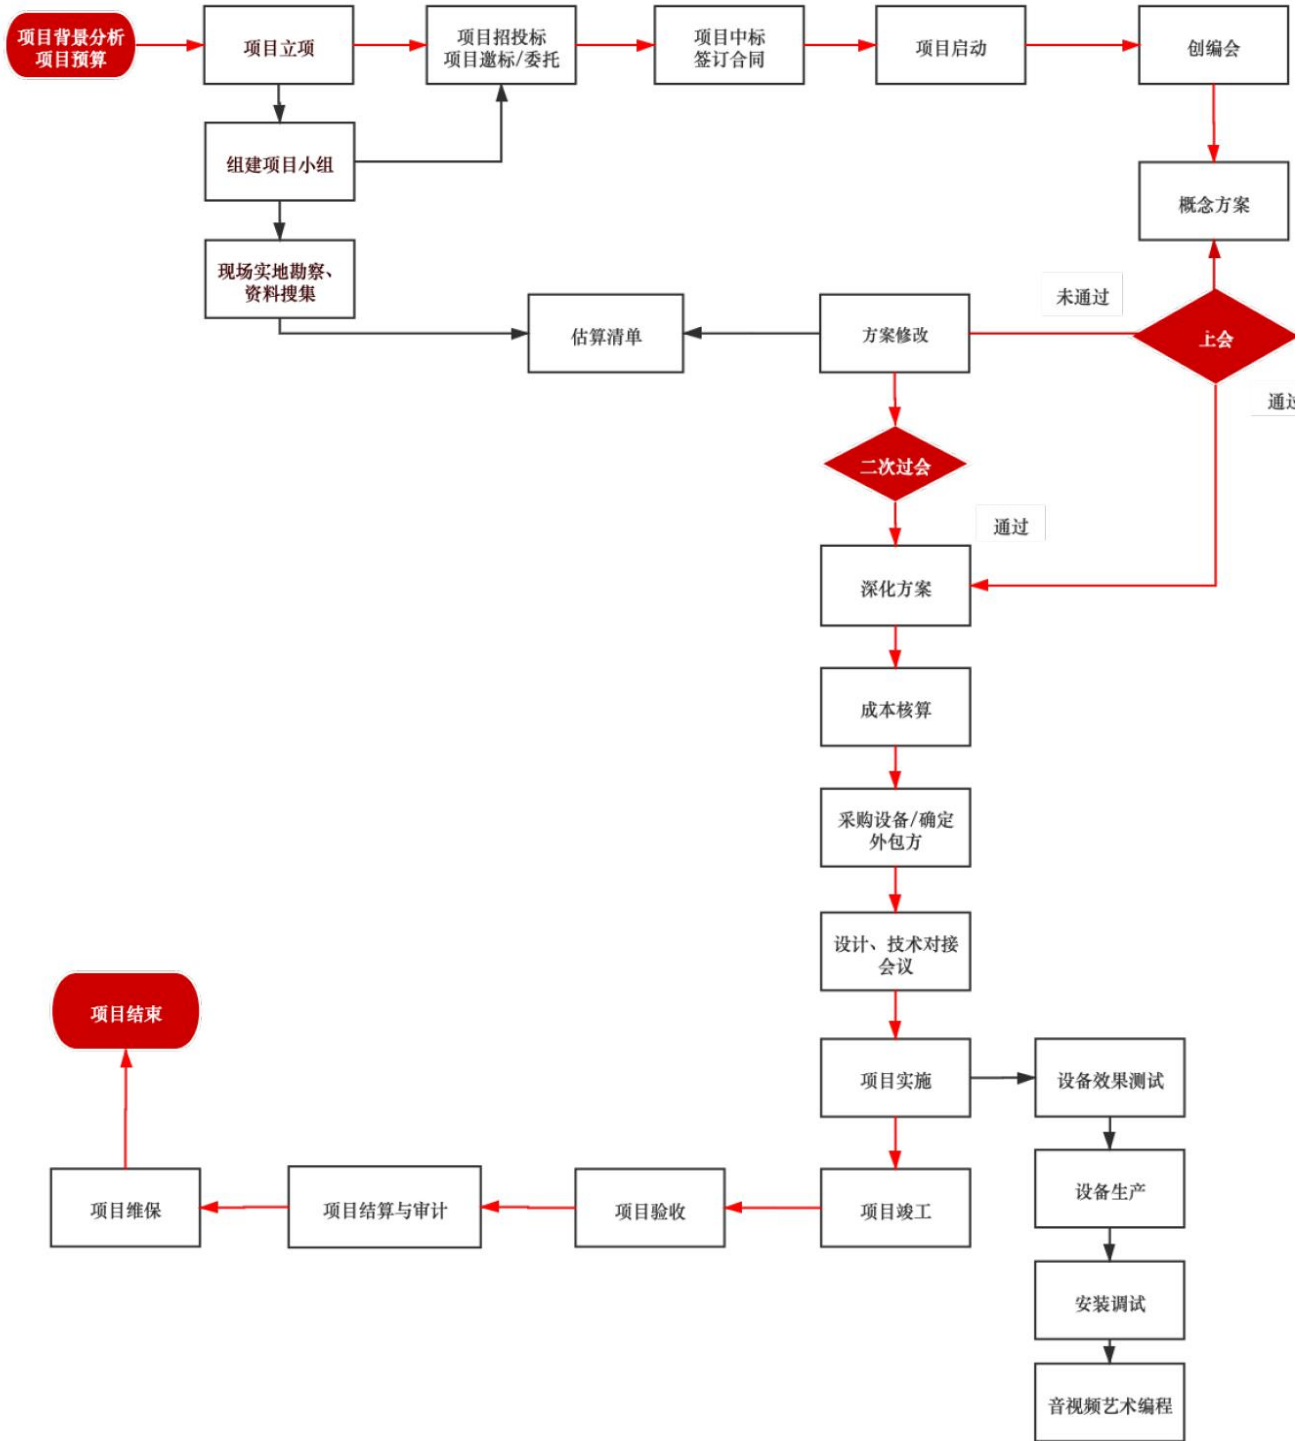 项目背景分析
项目预算
项目立项
项目招投标
项目邀标/委托
项目中标
签订合同
项目启动
创编会
组建项目小组
概念方案
现场实地勘察、
资料搜集
未通过
估算清单
方案修改
上会
通过
二次过会
通过
深化方案
成本核算
采购设备/确定
外包方
设计、技术对接
会议
项目结束
项目实施
设备效果测试
设备生产
项目维保
项目结算与审计
项目验收
项目竣工
安装调试
音视频艺术编程